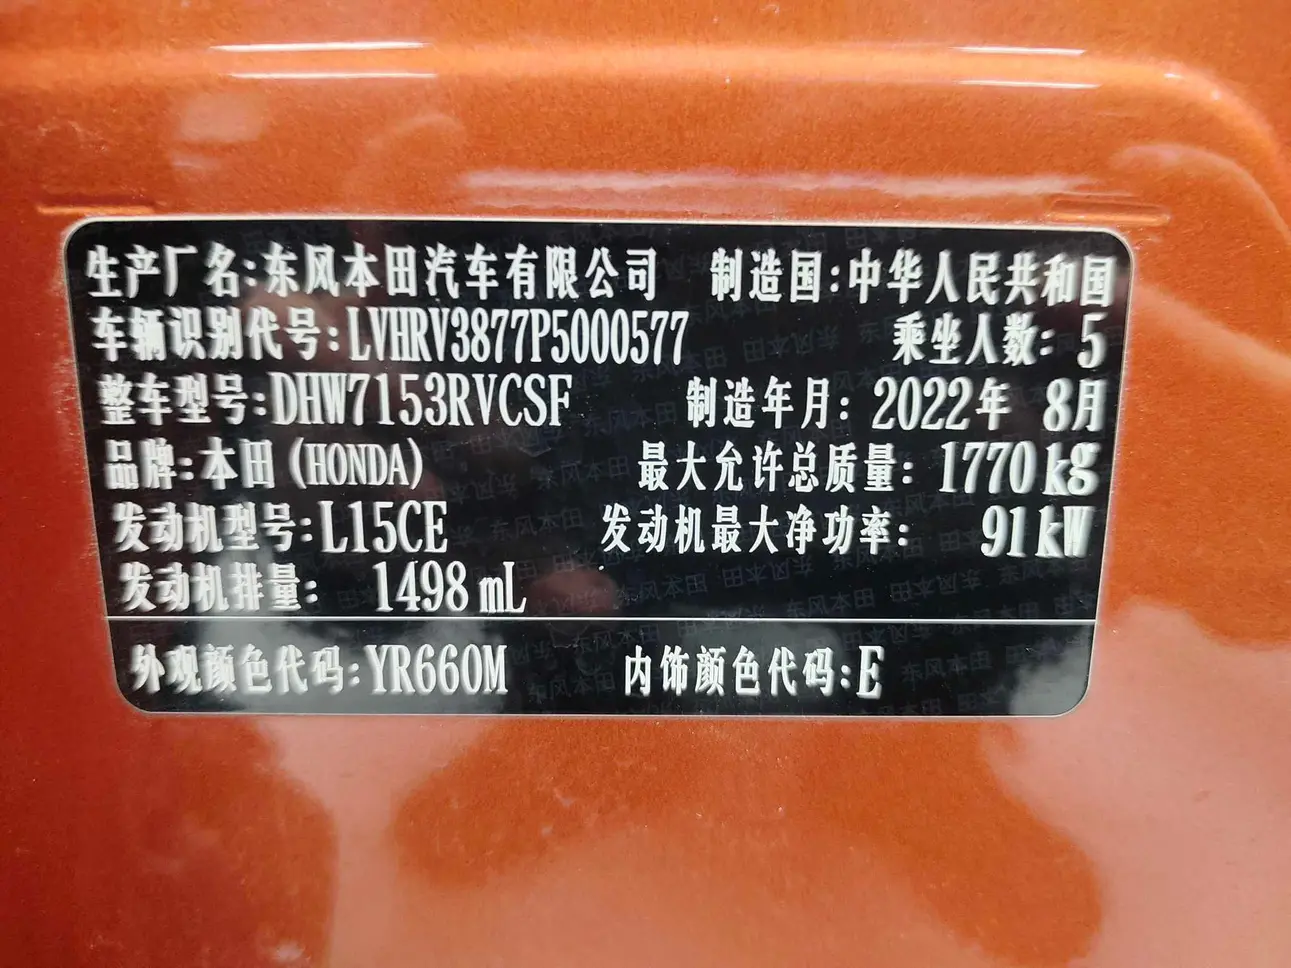 生产厂名:东风本田汽车有限公司 制造国:中华人民共和国
车辆识别代号:LVHRV3877P5000577 乘坐人数: 5
整车型号:DHW7153RVCSF 制造年月: 2022年 8月
品牌:本田(HONDA) 最大允许总质量: 1770kg
发动机型号:L15CE 发动机最大净功率: 91kW
发动机排量: 1498 mL
外观颜色代码:YR660M 内饰颜色代码:E